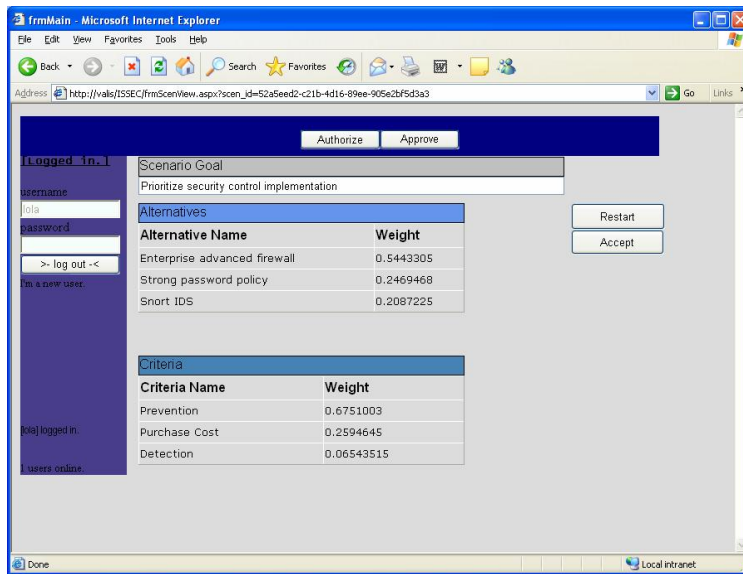 frmMain - Microsoft Internet Explorer
File Edit View Favorites Tools Help
Back Search Favorites
Address http://valis/ISSEC/frmScenView.aspx?scen_id=52a5eed2-c21b-4d16-89ee-905e2bf5d3a3 Go Links
Authorize Approve
[Logged in.]
username
lola
password
>- log out -<
I'm a new user.
[lola] logged in.
1 users online.
Scenario Goal
Prioritize security control implementation
Alternatives
Alternative Name Weight
Enterprise advanced firewall 0.5443305
Strong password policy 0.2469468
Snort IDS 0.2087225
Criteria
Criteria Name Weight
Prevention 0.6751003
Purchase Cost 0.2594645
Detection 0.06543515
Restart
Accept
Done Local intranet